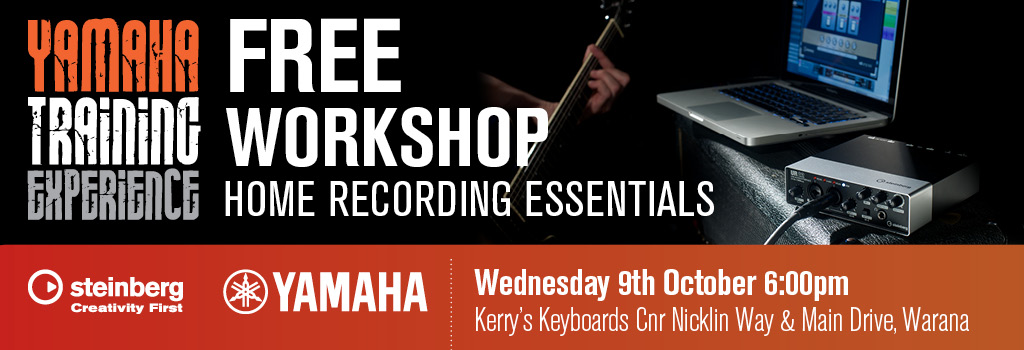 YAMAHA
TRAINING
EXPERIENCE
FREE
WORKSHOP
HOME RECORDING ESSENTIALS
steinberg
Creativity First
YAMAHA
Wednesday 9th October 6:00pm
Kerry's Keyboards Cnr Nicklin Way & Main Drive, Warana